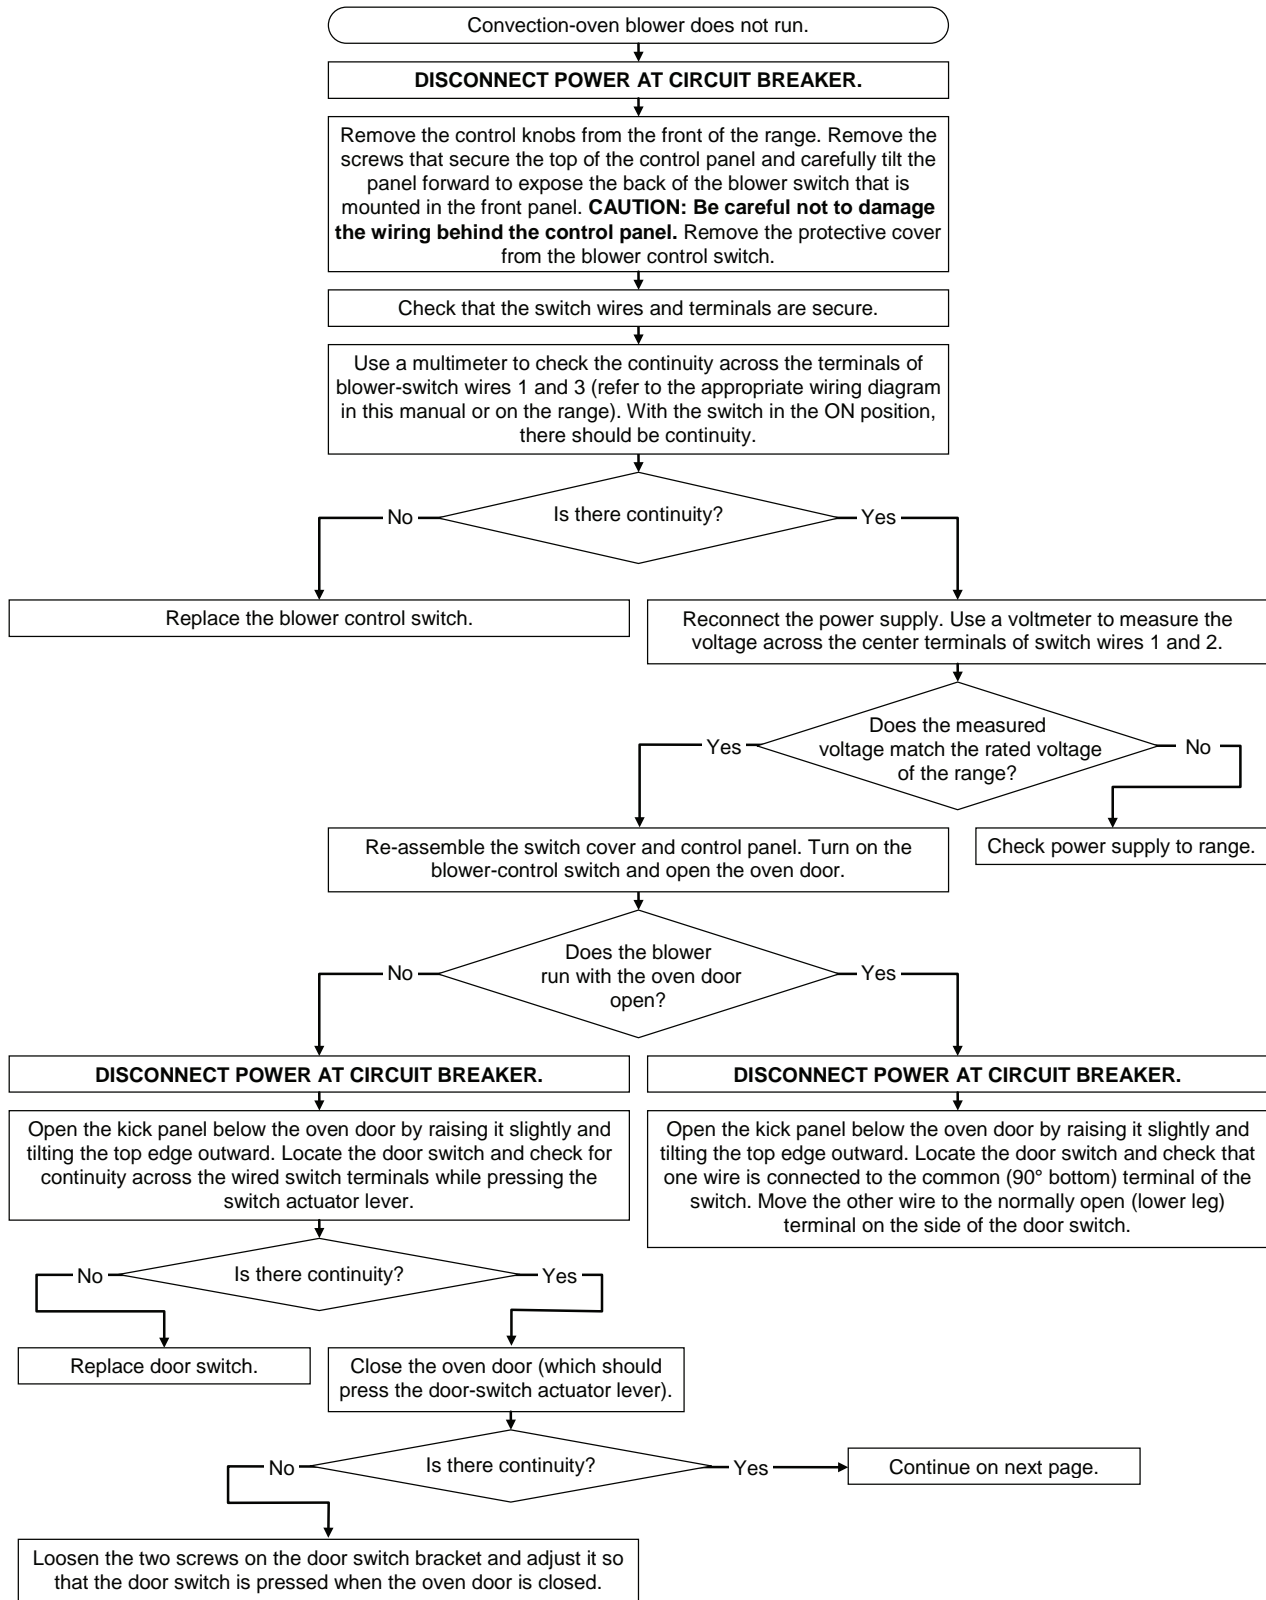 Convection-oven blower does not run.
DISCONNECT POWER AT CIRCUIT BREAKER.
Remove the control knobs from the front of the range. Remove the
screws that secure the top of the control panel and carefully tilt the
panel forward to expose the back of the blower switch that is
mounted in the front panel. CAUTION: Be careful not to damage
the wiring behind the control panel. Remove the protective cover
from the blower control switch.
Check that the switch wires and terminals are secure.
Use a multimeter to check the continuity across the terminals of
blower-switch wires 1 and 3 (refer to the appropriate wiring diagram
in this manual or on the range). With the switch in the ON position,
there should be continuity.
Is there continuity?
No
Yes
Replace the blower control switch.
Reconnect the power supply. Use a voltmeter to measure the
voltage across the center terminals of switch wires 1 and 2.
Does the measured
voltage match the rated voltage
of the range?
Yes
No
Re-assemble the switch cover and control panel. Turn on the
blower-control switch and open the oven door.
Check power supply to range.
Does the blower
run with the oven door
open?
No
Yes
DISCONNECT POWER AT CIRCUIT BREAKER.
Open the kick panel below the oven door by raising it slightly and
tilting the top edge outward. Locate the door switch and check for
continuity across the wired switch terminals while pressing the
switch actuator lever.
DISCONNECT POWER AT CIRCUIT BREAKER.
Open the kick panel below the oven door by raising it slightly and
tilting the top edge outward. Locate the door switch and check that
one wire is connected to the common (90° bottom) terminal of the
switch. Move the other wire to the normally open (lower leg)
terminal on the side of the door switch.
Is there continuity?
No
Yes
Replace door switch.
Close the oven door (which should
press the door-switch actuator lever).
Is there continuity?
No
Yes
Continue on next page.
Loosen the two screws on the door switch bracket and adjust it so
that the door switch is pressed when the oven door is closed.